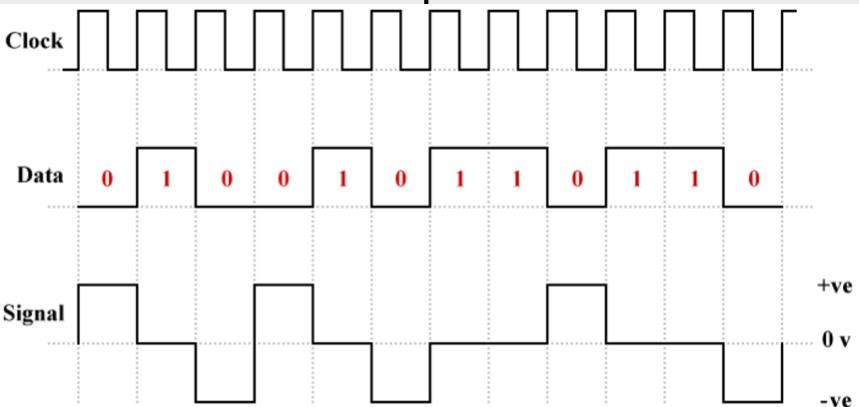 Clock
Data 0 1 0 0 1 0 1 1 0 1 1 0
+ve
Signal
0 v
-ve